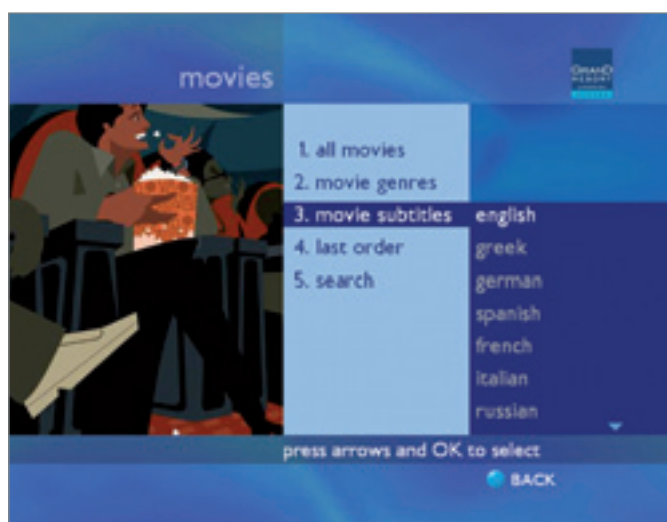 movies
GRAND
1. all movies
2. movie genres
3. movie subtitles
english
4. last order
greek
5. search
german
spanish
french
italian
russian
press arrows and OK to select
BACK